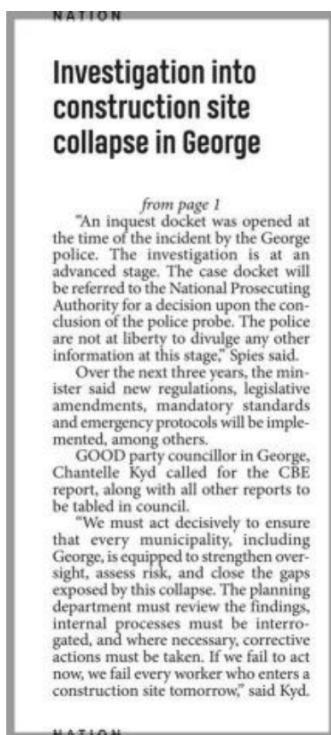 NATION
Investigation into
construction site
collapse in George
from page 1
"An inquest docket was opened at
the time of the incident by the George
police. The investigation is at an
advanced stage. The case docket will
be referred to the National Prosecuting
Authority for a decision upon the con-
clusion of the police probe. The police
are not at liberty to divulge any other
information at this stage," Spies said.
Over the next three years, the min-
ister said new regulations, legislative
amendments, mandatory standards
and emergency protocols will be imple-
mented, among others.
GOOD party councillor in George,
Chantelle Kyd called for the CBE
report, along with all other reports to
be tabled in council.
"We must act decisively to ensure
that every municipality, including
George, is equipped to strengthen over-
sight, assess risk, and close the gaps
exposed by this collapse. The planning
department must review the findings,
internal processes must be interro-
gated, and where necessary, corrective
actions must be taken. If we fail to act
now, we fail every worker who enters a
construction site tomorrow," said Kyd.
NATION